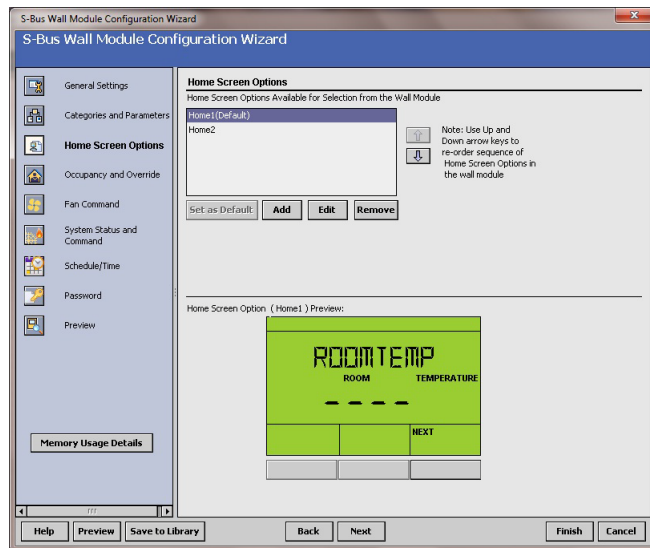 S-Bus Wall Module Configuration Wizard
S-Bus Wall Module Configuration Wizard
General Settings
Categories and Parameters
Home Screen Options
Occupancy and Override
Fan Command
System Status and
Command
Schedule/Time
Password
Preview
Memory Usage Details
Home Screen Options
Home Screen Options Available for Selection from the Wall Module
Home1(Default)
Home2
Note: Use Up and
Down arrow keys to
re-order sequence of
Home Screen Options in
the wall module
Set as Default
Add
Edit
Remove
Home Screen Option ( Home1 ) Preview:
ROOMTEMP
ROOM TEMPERATURE
----
NEXT
Help
Preview
Save to Library
Back
Next
Finish
Cancel